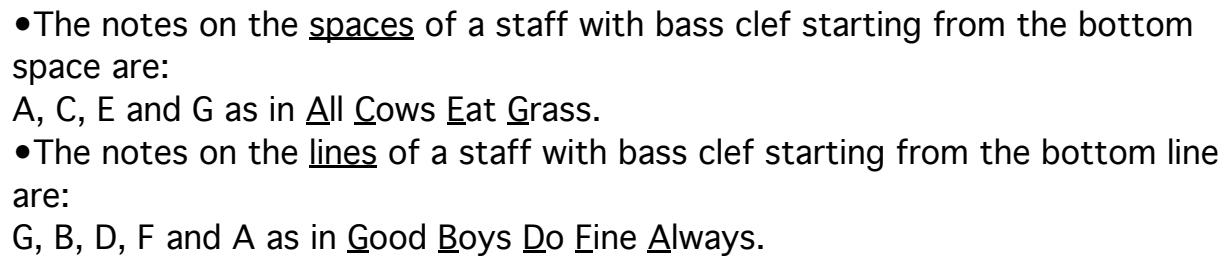 •The notes on the spaces of a staff with bass clef starting from the bottom
space are:
A, C, E and G as in All Cows Eat Grass.
•The notes on the lines of a staff with bass clef starting from the bottom line
are:
G, B, D, F and A as in Good Boys Do Fine Always.